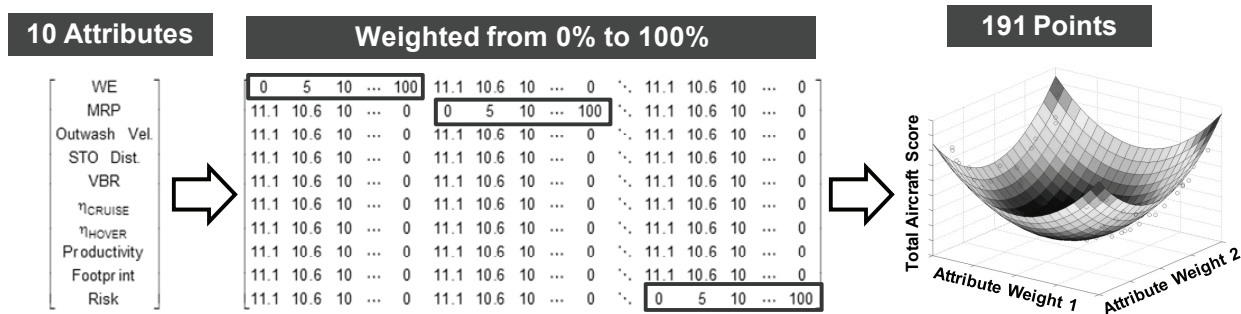 10 Attributes
Weighted from 0% to 100%
191 Points
WE
MRP
Outwash Vel.
STO Dist.
VBR
ηCRUISE
ηHOVER
Productivity
Footprint
Risk
0 5 10 ... 100 11.1 10.6 10 ... 0 ⋱ 11.1 10.6 10 ... 0
11.1 10.6 10 ... 0 0 5 10 ... 100 ⋱ 11.1 10.6 10 ... 0
11.1 10.6 10 ... 0 11.1 10.6 10 ... 0 ⋱ 11.1 10.6 10 ... 0
11.1 10.6 10 ... 0 11.1 10.6 10 ... 0 ⋱ 11.1 10.6 10 ... 0
11.1 10.6 10 ... 0 11.1 10.6 10 ... 0 ⋱ 11.1 10.6 10 ... 0
11.1 10.6 10 ... 0 11.1 10.6 10 ... 0 ⋱ 11.1 10.6 10 ... 0
11.1 10.6 10 ... 0 11.1 10.6 10 ... 0 ⋱ 11.1 10.6 10 ... 0
11.1 10.6 10 ... 0 11.1 10.6 10 ... 0 ⋱ 11.1 10.6 10 ... 0
11.1 10.6 10 ... 0 11.1 10.6 10 ... 0 ⋱ 11.1 10.6 10 ... 0
11.1 10.6 10 ... 0 11.1 10.6 10 ... 0 ⋱ 0 5 10 ... 100
Total Aircraft Score
Attribute Weight 1
Attribute Weight 2